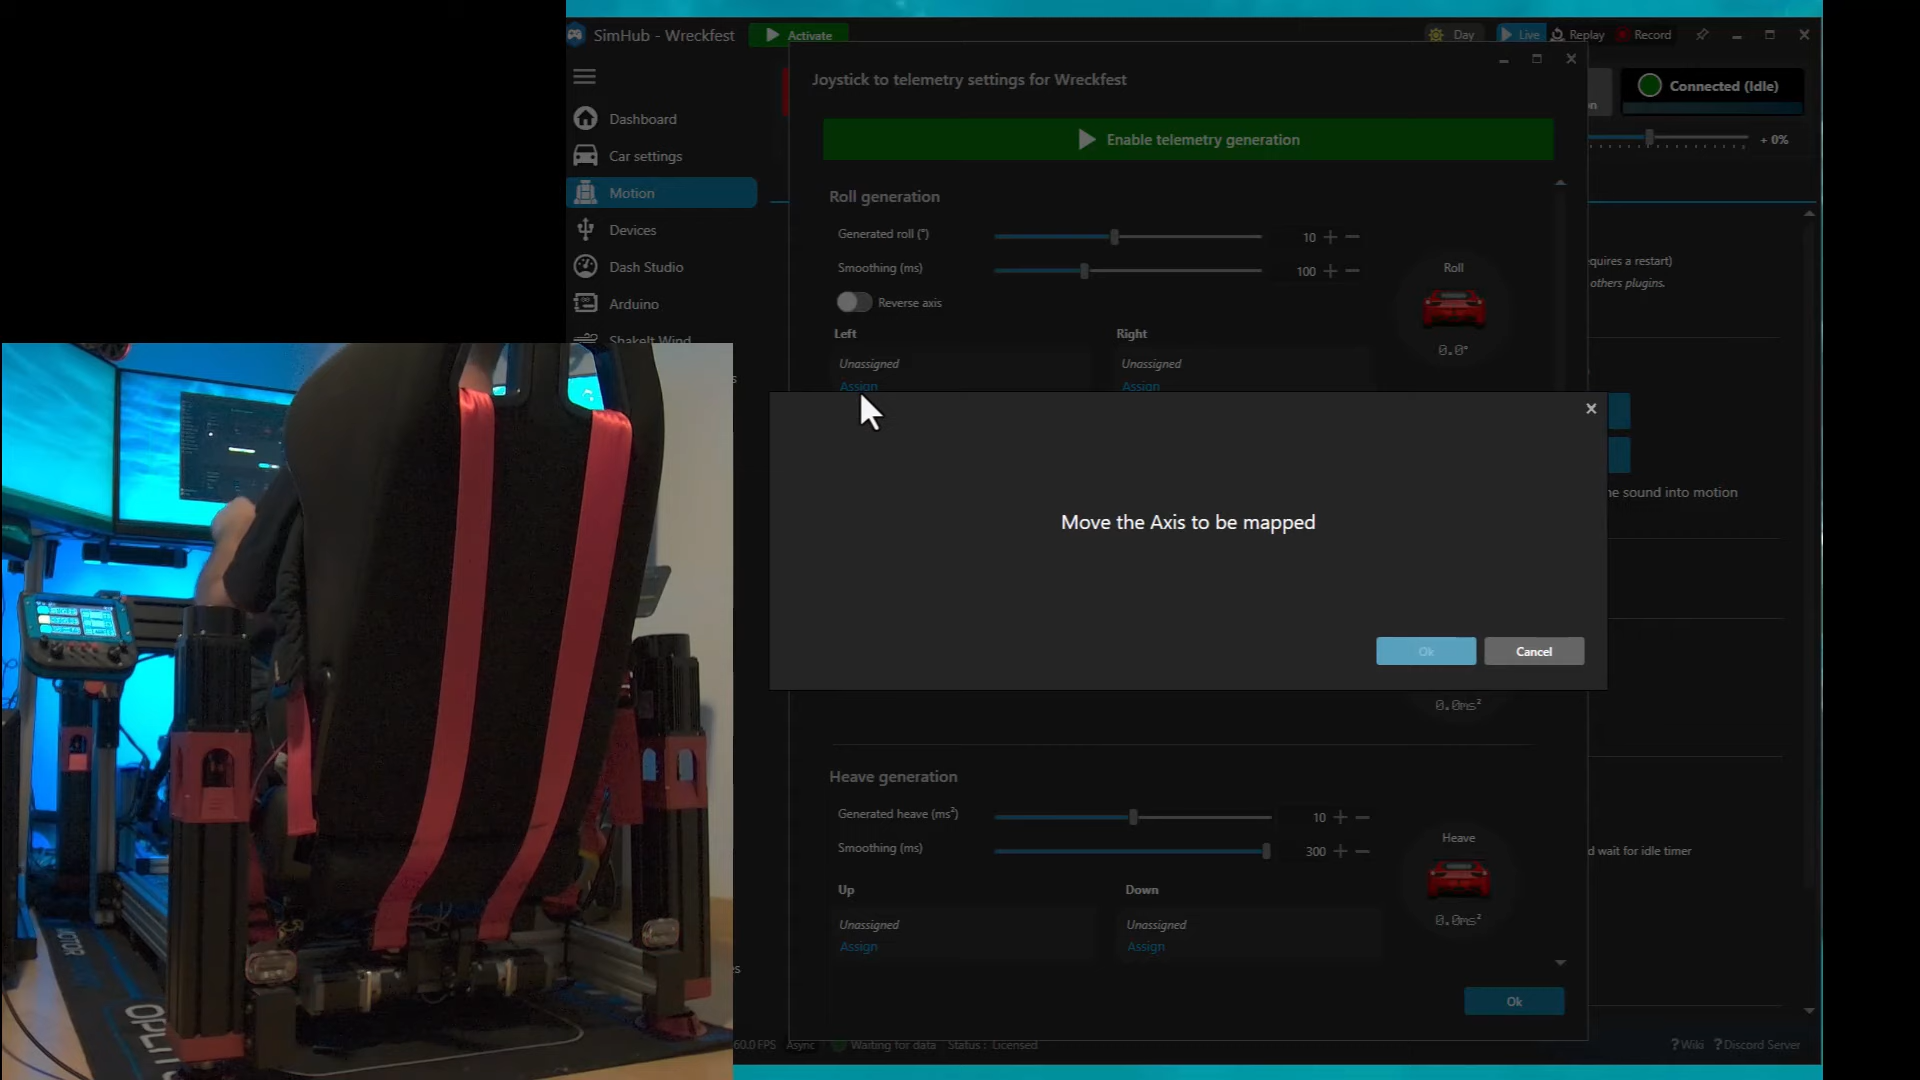 SimHub - Wreckfest
Activate
Day
Live
Replay
Record
Joystick to telemetry settings for Wreckfest
Connected (Idle)
Dashboard
Enable telemetry generation
+ 0%
Car settings
Motion
Roll generation
Devices
Generated roll (°)
10
Dash Studio
Smoothing (ms)
100
quires a restart)
Roll
others plugins.
Arduino
Reverse axis
ShakeIt Wind
Left
Right
0.0°
Unassigned
Unassigned
Assign
Assign
Move the Axis to be mapped
he sound into motion
Ok
Cancel
0.0ms²
Heave generation
Generated heave (ms²)
10
Heave
Smoothing (ms)
300
d wait for idle timer
Up
Down
Unassigned
Unassigned
0.0ms²
Assign
Assign
es
Ok
60.0 FPS
Async
Waiting for data
Status : Licensed
? Wiki
? Discord Server